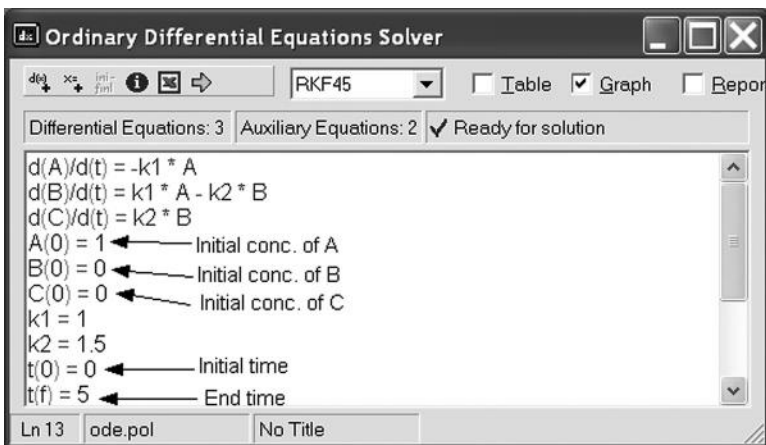 Ordinary Differential Equations Solver
d(x) x= ini- finl RKF45 Table Graph Repor
Differential Equations: 3 Auxiliary Equations: 2 Ready for solution
d(A)/d(t) = -k1 * A
d(B)/d(t) = k1 * A - k2 * B
d(C)/d(t) = k2 * B
A(0) = 1 Initial conc. of A
B(0) = 0 Initial conc. of B
C(0) = 0 Initial conc. of C
k1 = 1
k2 = 1.5
t(0) = 0 Initial time
t(f) = 5 End time
Ln 13 ode.pol No Title